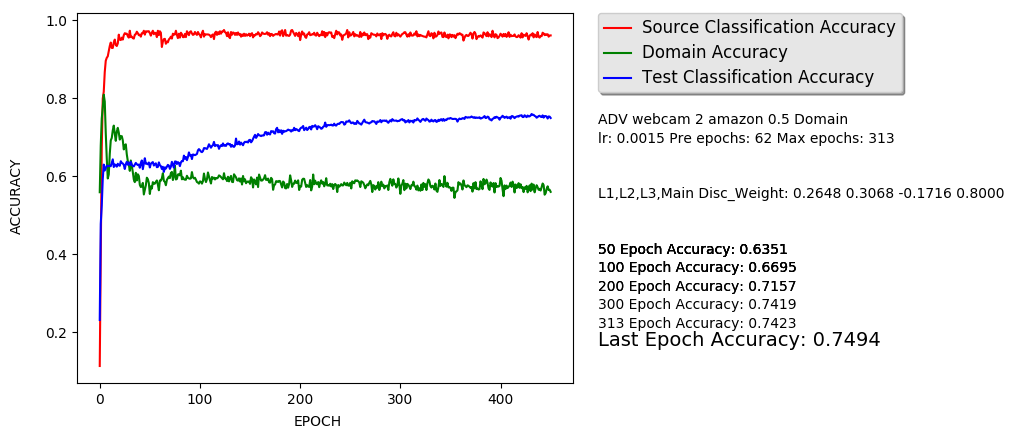 1.0
0.8
0.6
0.4
0.2
0
100
200
300
400
ACCURACY
EPOCH
Source Classification Accuracy
Domain Accuracy
Test Classification Accuracy
ADV webcam 2 amazon 0.5 Domain
lr: 0.0015 Pre epochs: 62 Max epochs: 313
L1,L2,L3,Main Disc_Weight: 0.2648 0.3068 -0.1716 0.8000
50 Epoch Accuracy: 0.6351
100 Epoch Accuracy: 0.6695
200 Epoch Accuracy: 0.7157
300 Epoch Accuracy: 0.7419
313 Epoch Accuracy: 0.7423
Last Epoch Accuracy: 0.7494